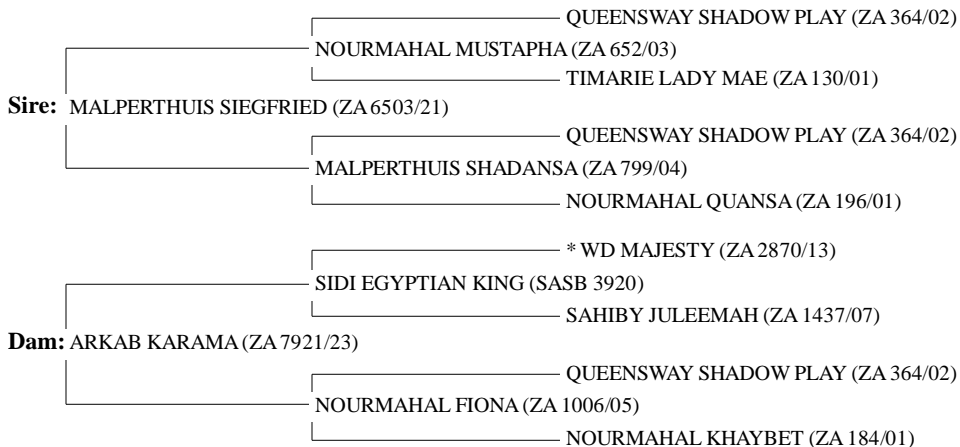 QUEENSWAY SHADOW PLAY (ZA 364/02)
NOURMAHAL MUSTAPHA (ZA 652/03)
TIMARIE LADY MAE (ZA 130/01)
Sire: MALPERTHUIS SIEGFRIED (ZA 6503/21)
QUEENSWAY SHADOW PLAY (ZA 364/02)
MALPERTHUIS SHADANSA (ZA 799/04)
NOURMAHAL QUANSA (ZA 196/01)
* WD MAJESTY (ZA 2870/13)
SIDI EGYPTIAN KING (SASB 3920)
SAHIBY JULEEMAH (ZA 1437/07)
Dam: ARKAB KARAMA (ZA 7921/23)
QUEENSWAY SHADOW PLAY (ZA 364/02)
NOURMAHAL FIONA (ZA 1006/05)
NOURMAHAL KHAYBET (ZA 184/01)